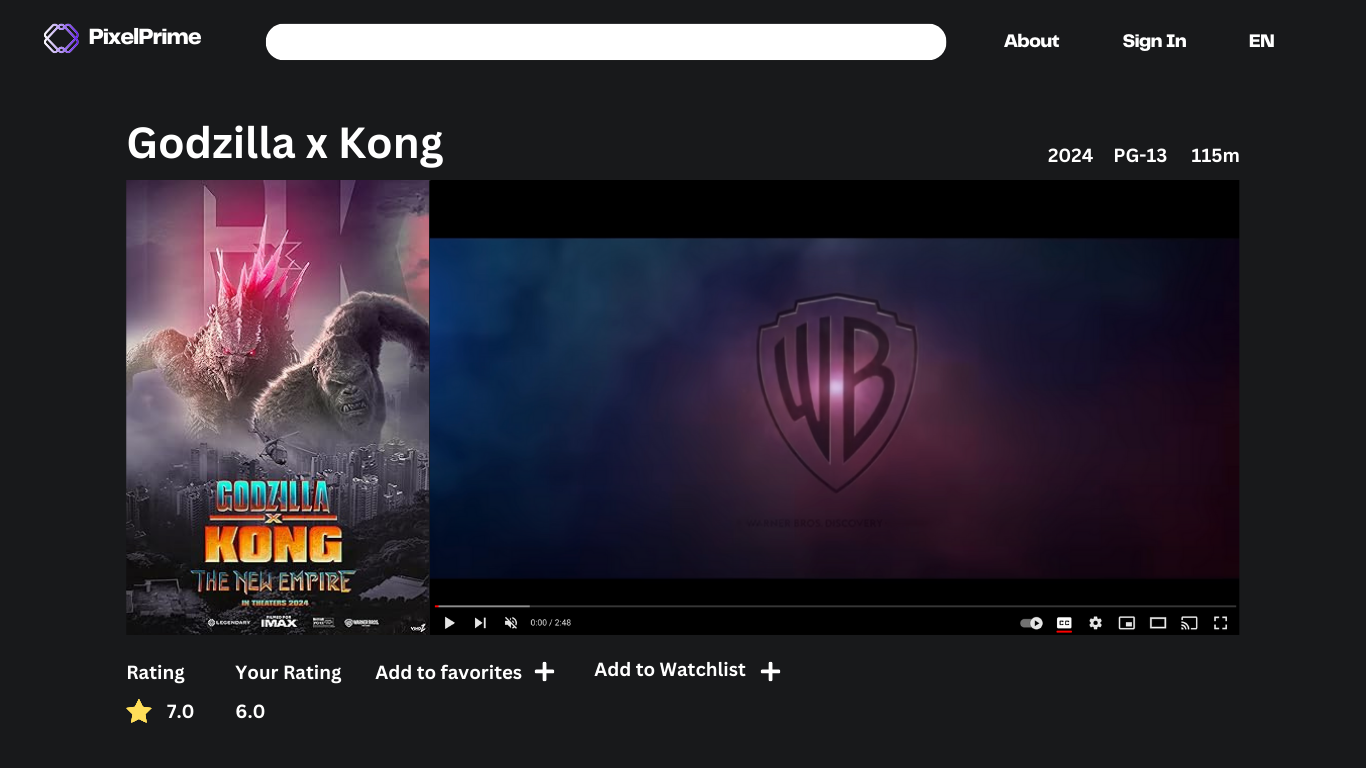 PixelPrime
About
Sign In
EN
Godzilla x Kong
2024 PG-13 115m
GODZILLA
X
KONG
THE NEW EMPIRE
IN THEATERS 2024
LEGENDARY
FILMED FOR
IMAX
WARNER BROS. DISCOVERY
WB
0:00 / 2:48
CC
Rating
Your Rating
Add to favorites
Add to Watchlist
7.0
6.0